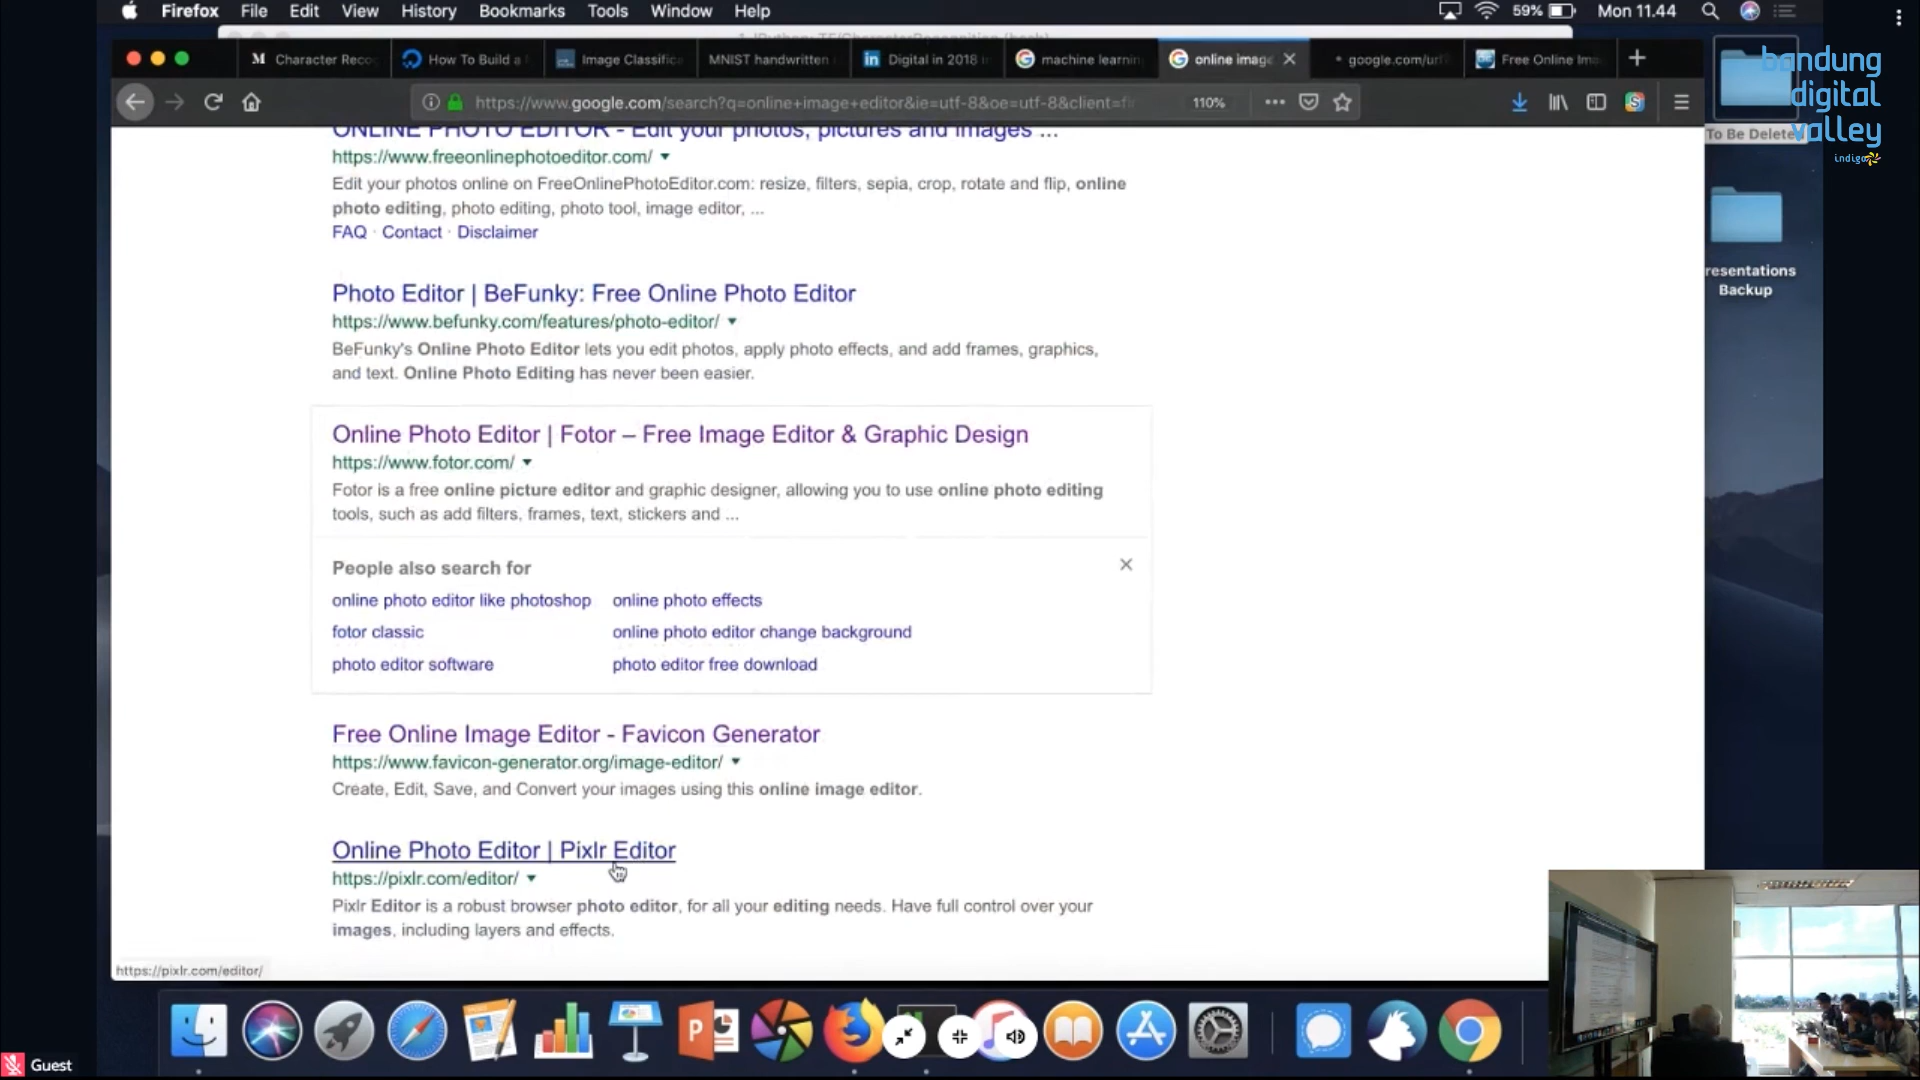 Firefox File Edit View History Bookmarks Tools Window Help 59% Mon 11.44
Character Reco
How To Build a
Image Classifica
MNIST handwritten
Digital in 2018 i
machine learning
online imag
google.com/url
Free Online Ima
https://www.google.com/search?q=online+image+editor&ie=utf-8&oe=utf-8&client=fi 110%
bandung
digital
valley
indigo
To Be Delete
resentations
Backup
ONLINE PHOTO EDITOR - Edit your photos, pictures and images ...
https://www.freeonlinephotoeditor.com/
Edit your photos online on FreeOnlinePhotoEditor.com: resize, filters, sepia, crop, rotate and flip, online
photo editing, photo editing, photo tool, image editor, ...
FAQ · Contact · Disclaimer
Photo Editor | BeFunky: Free Online Photo Editor
https://www.befunky.com/features/photo-editor/
BeFunky's Online Photo Editor lets you edit photos, apply photo effects, and add frames, graphics,
and text. Online Photo Editing has never been easier.
Online Photo Editor | Fotor – Free Image Editor & Graphic Design
https://www.fotor.com/
Fotor is a free online picture editor and graphic designer, allowing you to use online photo editing
tools, such as add filters, frames, text, stickers and ...
People also search for
online photo editor like photoshop online photo effects
fotor classic online photo editor change background
photo editor software photo editor free download
Free Online Image Editor - Favicon Generator
https://www.favicon-generator.org/image-editor/
Create, Edit, Save, and Convert your images using this online image editor.
Online Photo Editor | Pixlr Editor
https://pixlr.com/editor/
Pixlr Editor is a robust browser photo editor, for all your editing needs. Have full control over your
images, including layers and effects.
https://pixlr.com/editor/
Guest